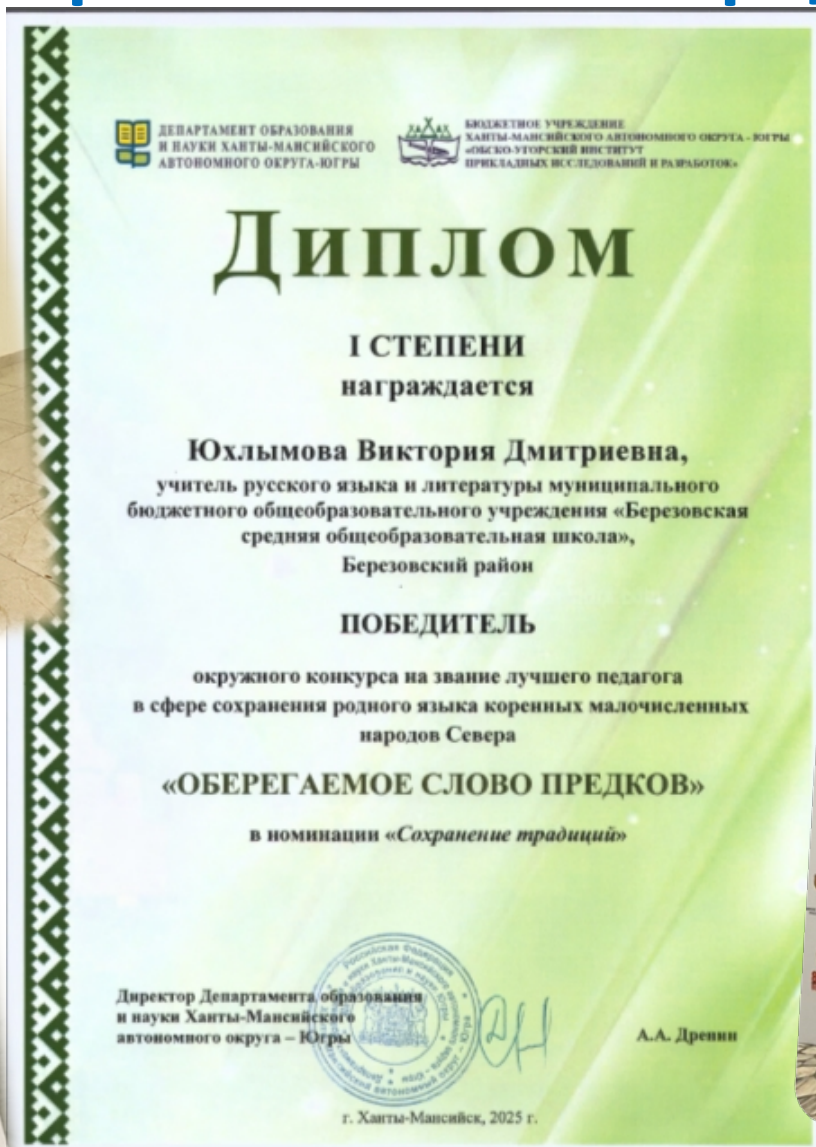 ДЕПАРТАМЕНТ ОБРАЗОВАНИЯ
И НАУКИ ХАНТЫ-МАНСИЙСКОГО
АВТОНОМНОГО ОКРУГА-ЮГРЫ
БЮДЖЕТНОЕ УЧРЕЖДЕНИЕ
ХАНТЫ-МАНСИЙСКОГО АВТОНОМНОГО ОКРУГА - ЮГРЫ
«ОБСКО-УГОРСКИЙ ИНСТИТУТ
ПРИКЛАДНЫХ ИССЛЕДОВАНИЙ И РАЗРАБОТОК»
ДИПЛОМ
I СТЕПЕНИ
награждается
Юхлымова Виктория Дмитриевна,
учитель русского языка и литературы муниципального
бюджетного общеобразовательного учреждения «Березовская
средняя общеобразовательная школа»,
Березовский район
ПОБЕДИТЕЛЬ
окружного конкурса на звание лучшего педагога
в сфере сохранения родного языка коренных малочисленных
народов Севера
«ОБЕРЕГАЕМОЕ СЛОВО ПРЕДКОВ»
в номинации «Сохранение традиций»
Директор Департамента образования
и науки Ханты-Мансийского
автономного округа – Югры
А.А. Дренин
Российская Федерация
г. Ханты-Мансийск, 2025 г.